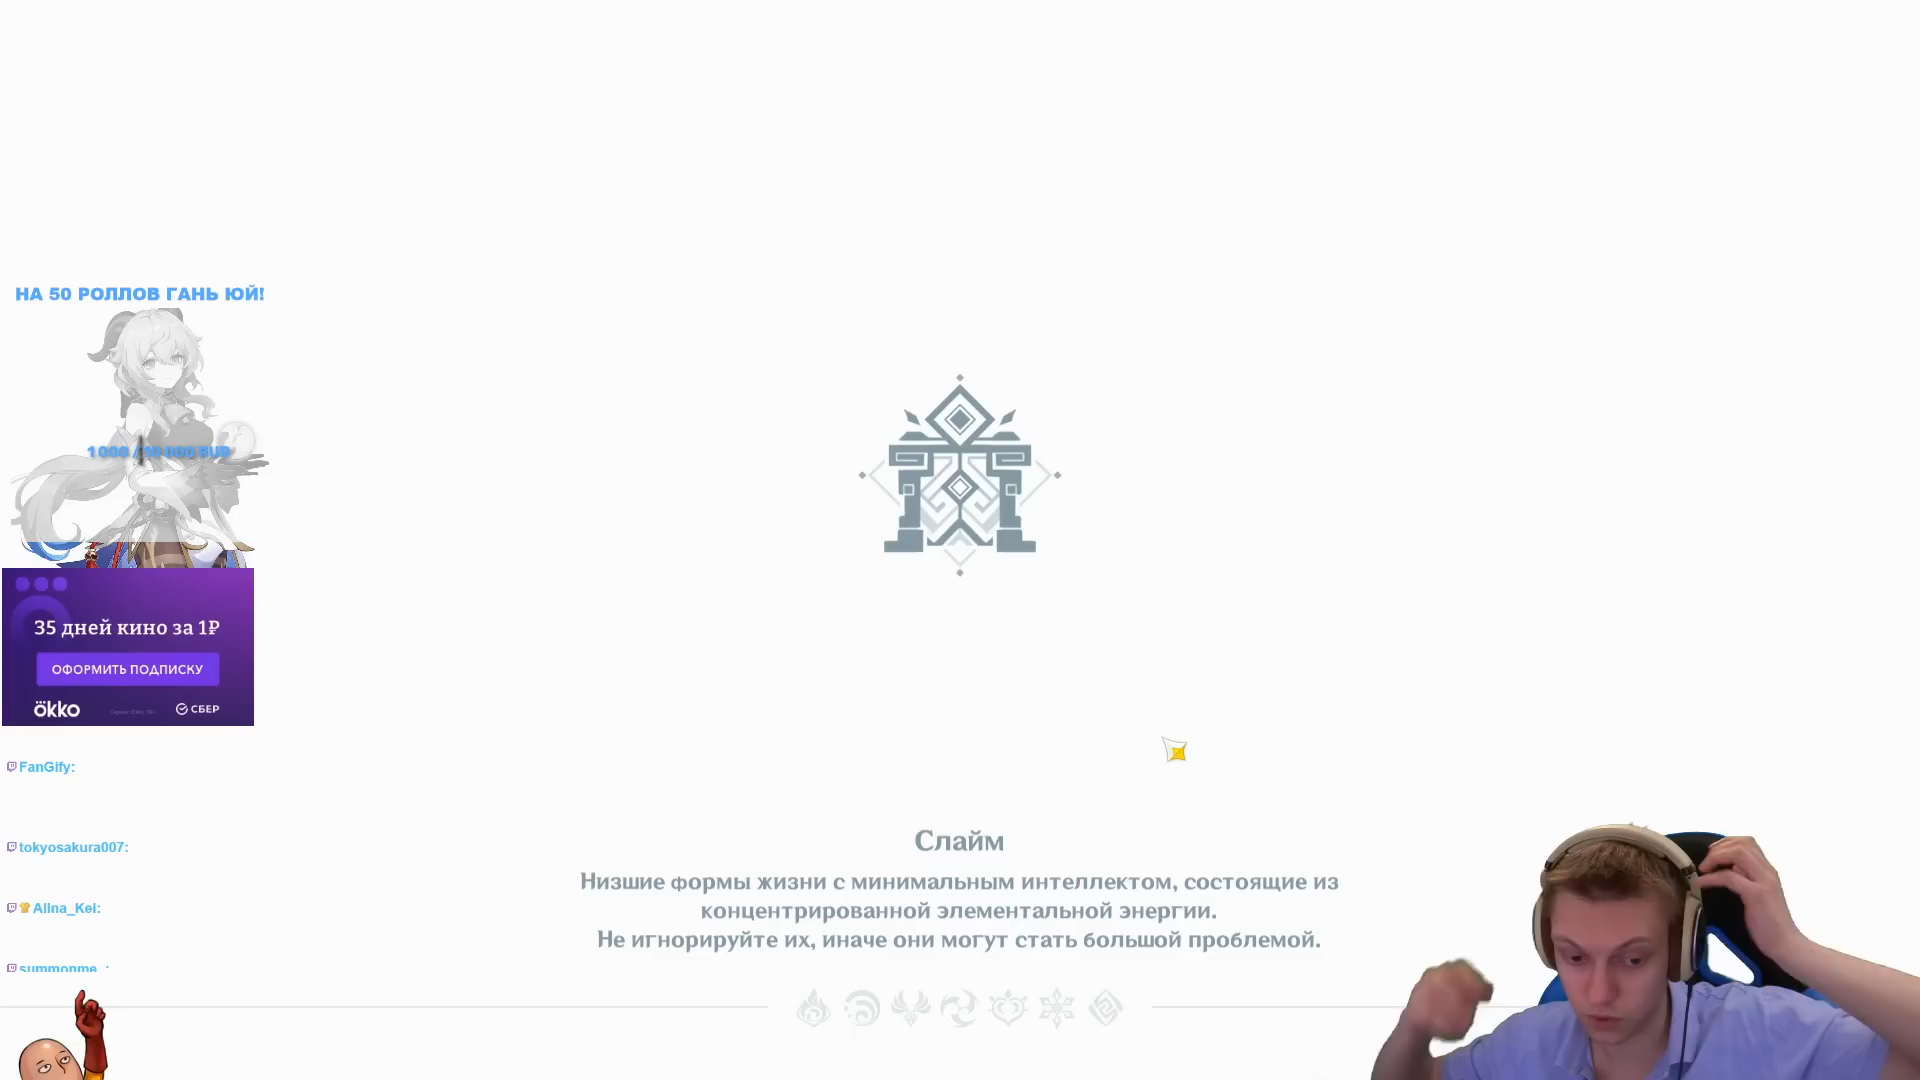 НА 50 РОЛЛОВ ГАНЬ ЮЙ!
35 дней кино за 1₽
ОФОРМИТЬ ПОДПИСКУ
okko
СБЕР
FanGify:
tokyosakura007:
Alina_Kei:
summonme_:
Слайм
Низшие формы жизни с минимальным интеллектом, состоящие из
концентрированной элементальной энергии.
Не игнорируйте их, иначе они могут стать большой проблемой.